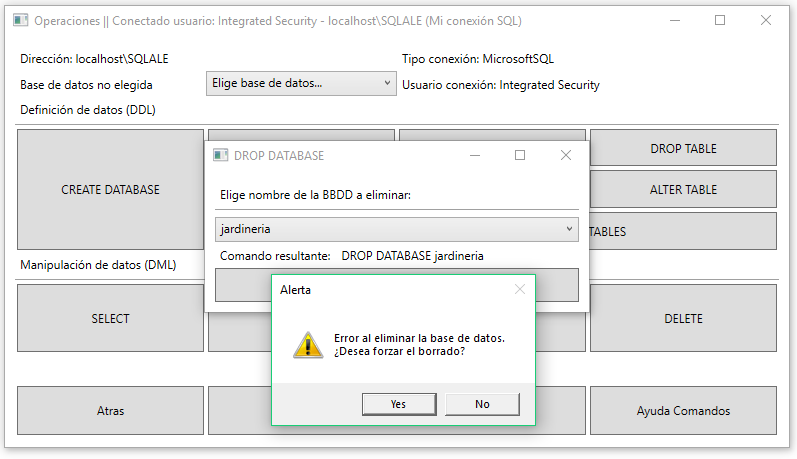 Operaciones || Conectado usuario: Integrated Security - localhost\SQLALE (Mi conexión SQL)
Dirección: localhost\SQLALE
Tipo conexión: MicrosoftSQL
Base de datos no elegida
Elige base de datos...
Usuario conexión: Integrated Security
Definición de datos (DDL)
CREATE DATABASE
DROP TABLE
ALTER TABLE
TABLES
DROP DATABASE
Elige nombre de la BBDD a eliminar:
jardineria
Comando resultante: DROP DATABASE jardineria
Manipulación de datos (DML)
SELECT
DELETE
Alerta
Error al eliminar la base de datos.
¿Desea forzar el borrado?
Yes
No
Atras
Ayuda Comandos